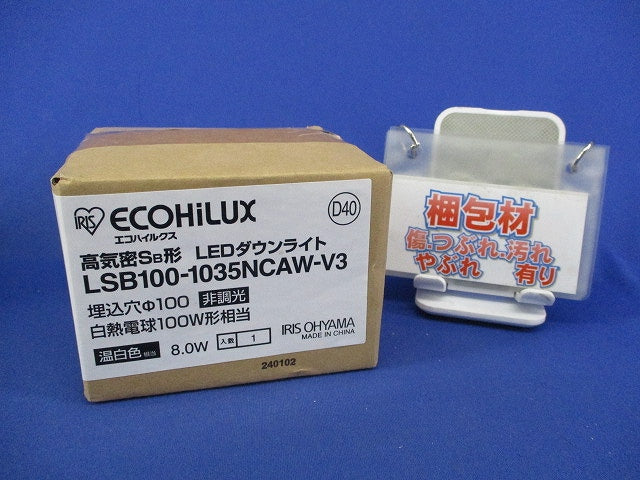 IRIS ECOHiLUX
エコハイルクス
D40
高気密SB形 LEDダウンライト
LSB100-1035NCAW-V3
埋込穴Φ100 非調光
白熱電球100W形相当
温白色 相当 8.0W 入数 1
IRIS OHYAMA
MADE IN CHINA
240102
梱包材
傷.つぶれ.汚れ
やぶれ 有り